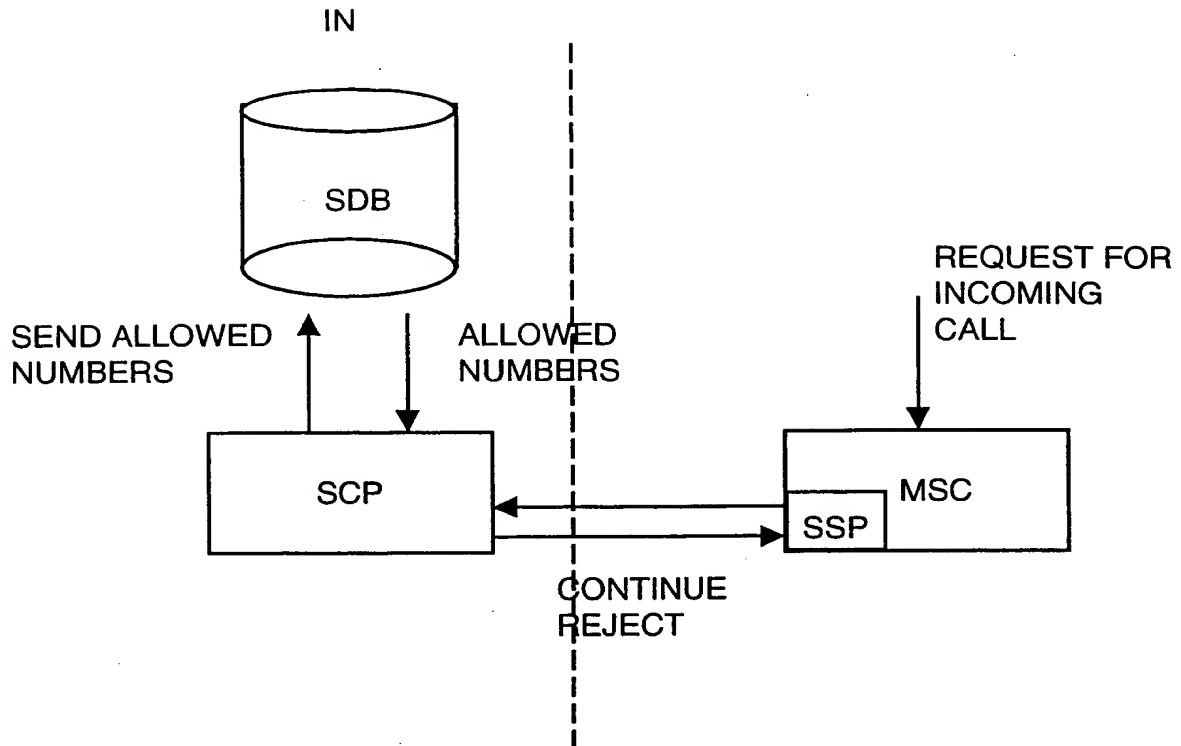 IN
SDB
REQUEST FOR
INCOMING
CALL
SEND ALLOWED
NUMBERS
ALLOWED
NUMBERS
SCP
MSC
SSP
CONTINUE
REJECT